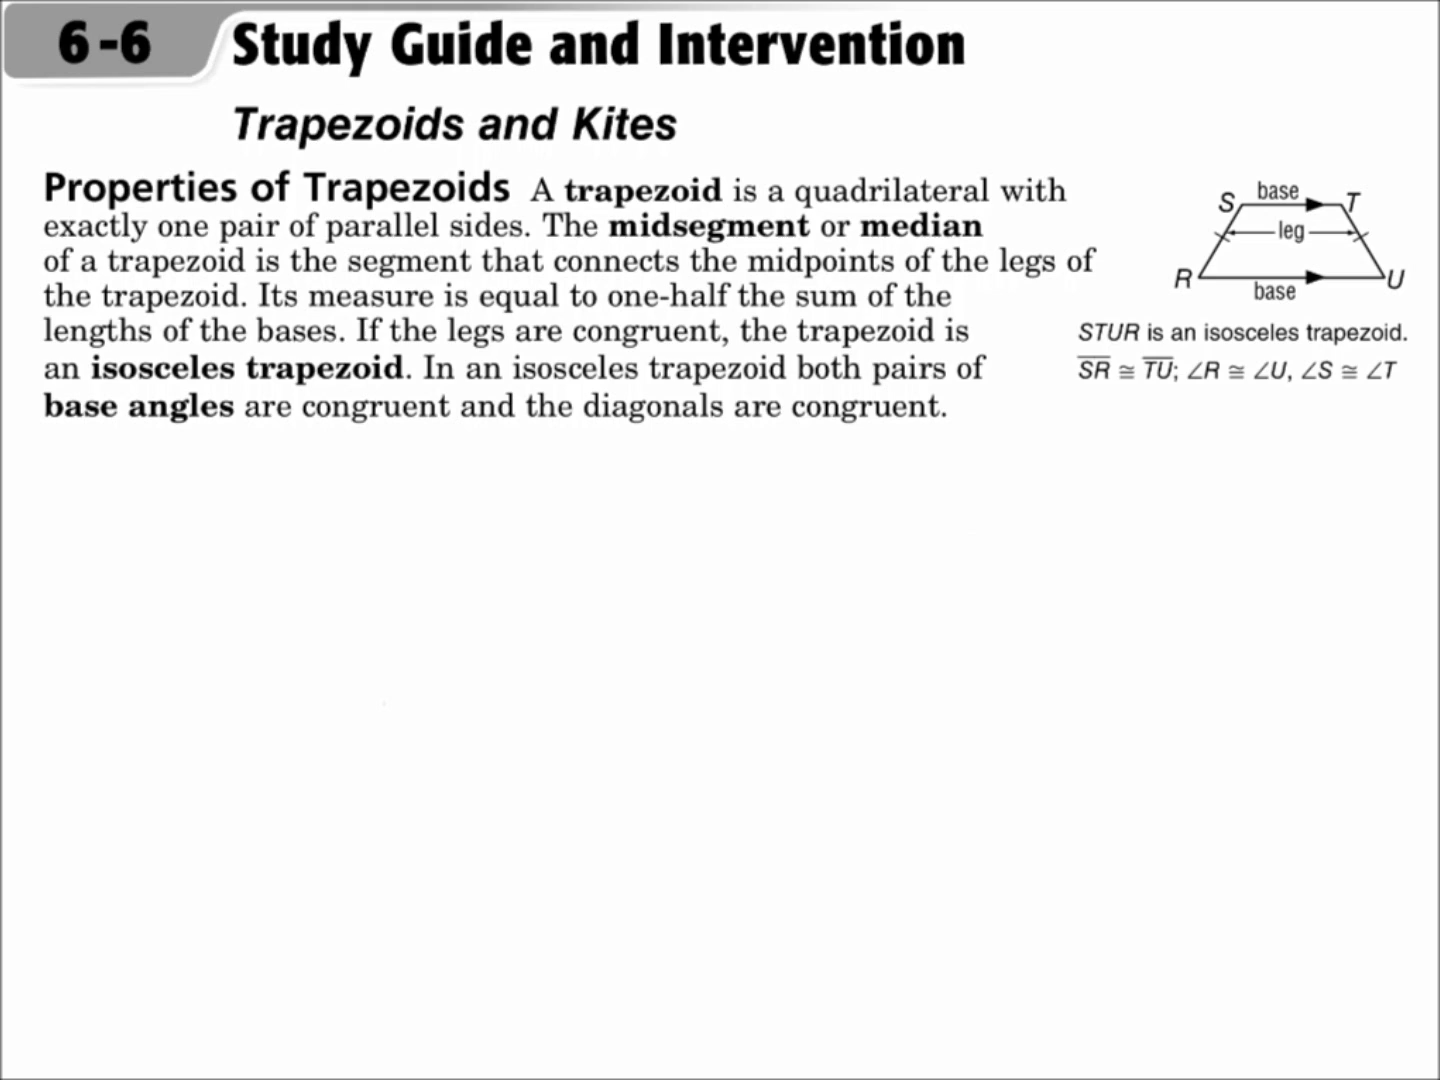 6-6 Study Guide and Intervention
Trapezoids and Kites
Properties of Trapezoids A trapezoid is a quadrilateral with
exactly one pair of parallel sides. The midsegment or median
of a trapezoid is the segment that connects the midpoints of the legs of
the trapezoid. Its measure is equal to one-half the sum of the
lengths of the bases. If the legs are congruent, the trapezoid is
an isosceles trapezoid. In an isosceles trapezoid both pairs of
base angles are congruent and the diagonals are congruent.
S base T
leg
R U
base
STUR is an isosceles trapezoid.
S̅R̅ ≅ T̅U̅; ∠R ≅ ∠U, ∠S ≅ ∠T